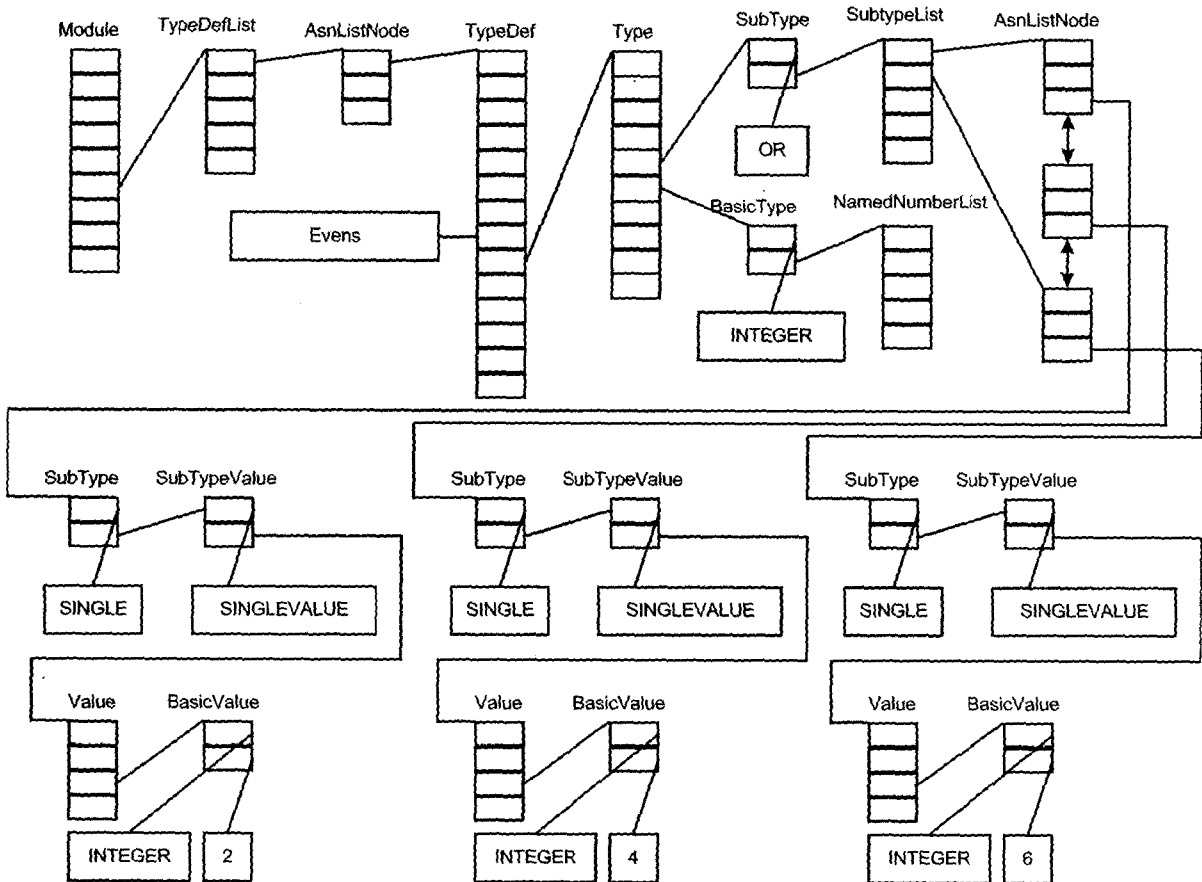 Module TypeDefList AsnListNode TypeDef Type SubType SubtypeList AsnListNode
OR
Evens
BasicType NamedNumberList
INTEGER
SubType SubTypeValue SubType SubTypeValue SubType SubTypeValue
SINGLE SINGLEVALUE SINGLE SINGLEVALUE SINGLE SINGLEVALUE
Value BasicValue Value BasicValue Value BasicValue
INTEGER 2 INTEGER 4 INTEGER 6